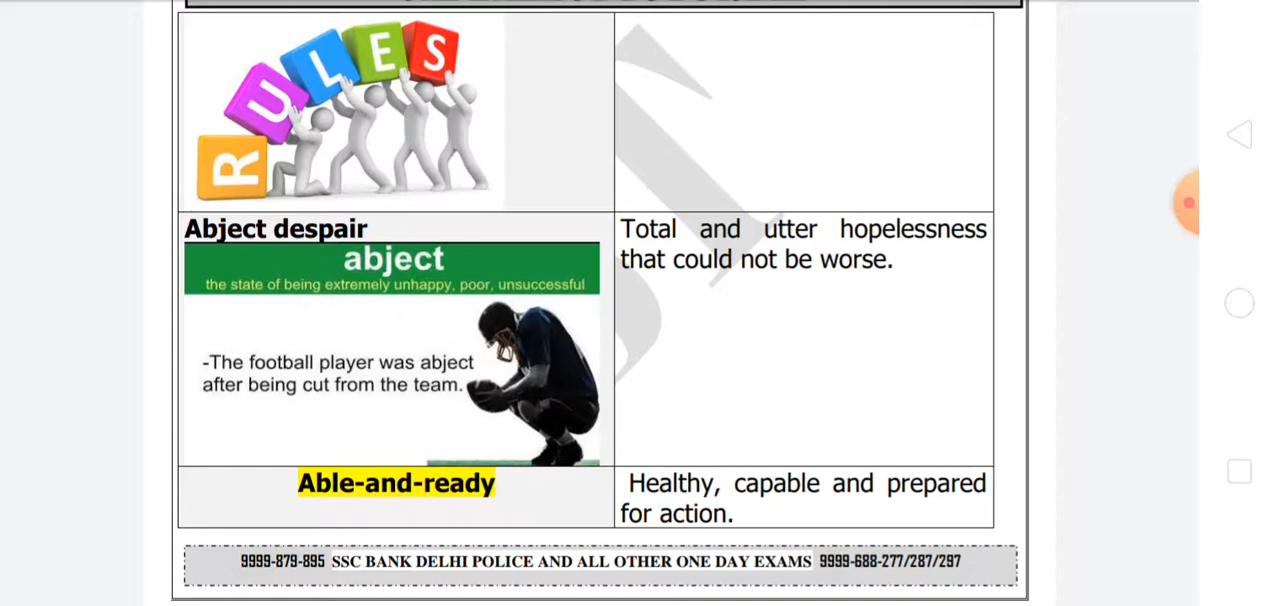 RULES
Abject despair
Total and utter hopelessness
that could not be worse.
abject
the state of being extremely unhappy, poor, unsuccessful
-The football player was abject
after being cut from the team.
Able-and-ready
Healthy, capable and prepared
for action.
9999-879-895 SSC BANK DELHI POLICE AND ALL OTHER ONE DAY EXAMS 9999-688-277/287/297